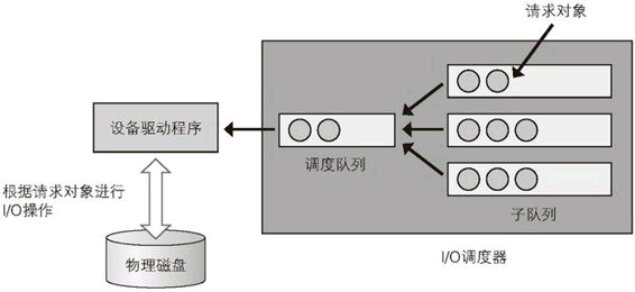 请求对象
设备驱动程序
调度队列
根据请求对象进行
I/O操作
子队列
物理磁盘
I/O调度器